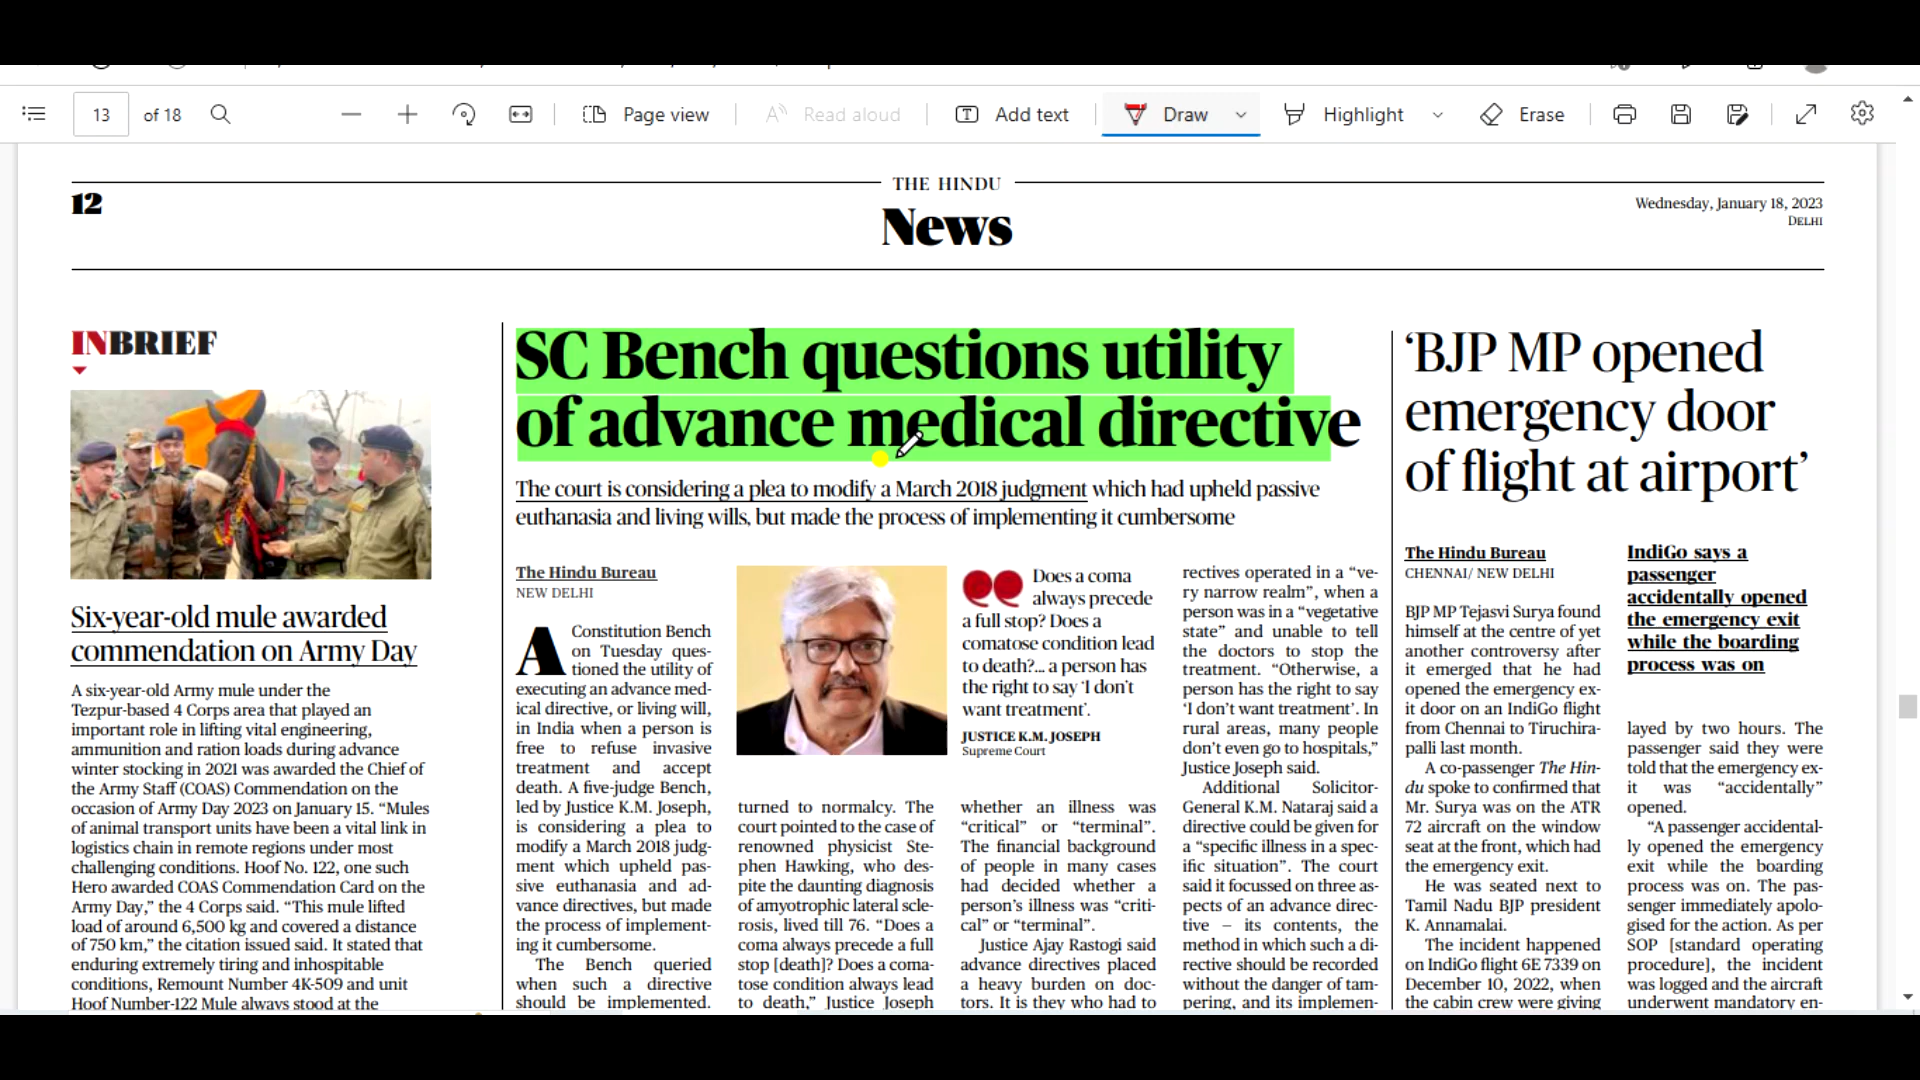 13
of 18
Page view
Read aloud
Add text
Draw
Highlight
Erase
12
THE HINDU
News
Wednesday, January 18, 2023
DELHI
INBRIEF
Six-year-old mule awarded
commendation on Army Day
A six-year-old Army mule under the
Tezpur-based 4 Corps area that played an
important role in lifting vital engineering,
ammunition and ration loads during advance
winter stocking in 2021 was awarded the Chief of
the Army Staff (COAS) Commendation on the
occasion of Army Day 2023 on January 15. “Mules
of animal transport units have been a vital link in
logistics chain in remote regions under most
challenging conditions. Hoof No. 122, one such
Hero awarded COAS Commendation Card on the
Army Day,” the 4 Corps said. “This mule lifted
load of around 6,500 kg and covered a distance
of 750 km,” the citation issued said. It stated that
enduring extremely tiring and inhospitable
conditions, Remount Number 4K-509 and unit
Hoof Number-122 Mule always stood at the
SC Bench questions utility
of advance medical directive
The court is considering a plea to modify a March 2018 judgment which had upheld passive
euthanasia and living wills, but made the process of implementing it cumbersome
The Hindu Bureau
NEW DELHI
A Constitution Bench
on Tuesday ques-
tioned the utility of
executing an advance med-
ical directive, or living will,
in India when a person is
free to refuse invasive
treatment and accept
death. A five-judge Bench,
led by Justice K.M. Joseph,
is considering a plea to
modify a March 2018 judg-
ment which upheld pas-
sive euthanasia and ad-
vance directives, but made
the process of implement-
ing it cumbersome.
The Bench queried
when such a directive
should be implemented.
turned to normalcy. The
court pointed to the case of
renowned physicist Ste-
phen Hawking, who des-
pite the daunting diagnosis
of amyotrophic lateral scle-
rosis, lived till 76. “Does a
coma always precede a full
stop [death]? Does a coma-
tose condition always lead
to death,” Justice Joseph
Does a coma
always precede
a full stop? Does a
comatose condition lead
to death?... a person has
the right to say ‘I don’t
want treatment’.
JUSTICE K.M. JOSEPH
Supreme Court
whether an illness was
“critical” or “terminal”.
The financial background
of people in many cases
had decided whether a
person’s illness was “criti-
cal” or “terminal”.
Justice Ajay Rastogi said
advance directives placed
a heavy burden on doc-
tors. It is they who had to
rectives operated in a “ve-
ry narrow realm”, when a
person was in a “vegetative
state” and unable to tell
the doctors to stop the
treatment. “Otherwise, a
person has the right to say
‘I don’t want treatment’. In
rural areas, many people
don’t even go to hospitals,”
Justice Joseph said.
Additional Solicitor-
General K.M. Nataraj said a
directive could be given for
a “specific illness in a spec-
ific situation”. The court
said it focussed on three as-
pects of an advance direc-
tive – its contents, the
method in which such a di-
rective should be recorded
without the danger of tam-
pering, and its implemen-
‘BJP MP opened
emergency door
of flight at airport’
The Hindu Bureau
CHENNAI/ NEW DELHI
BJP MP Tejasvi Surya found
himself at the centre of yet
another controversy after
it emerged that he had
opened the emergency ex-
it door on an IndiGo flight
from Chennai to Tiruchira-
palli last month.
A co-passenger The Hin-
du spoke to confirmed that
Mr. Surya was on the ATR
72 aircraft on the window
seat at the front, which had
the emergency exit.
He was seated next to
Tamil Nadu BJP president
K. Annamalai.
The incident happened
on IndiGo flight 6E 7339 on
December 10, 2022, when
the cabin crew were giving
IndiGo says a
passenger
accidentally opened
the emergency exit
while the boarding
process was on
layed by two hours. The
passenger said they were
told that the emergency ex-
it was “accidentally”
opened.
“A passenger accidental-
ly opened the emergency
exit while the boarding
process was on. The pas-
senger immediately apolo-
gised for the action. As per
SOP [standard operating
procedure], the incident
was logged and the aircraft
underwent mandatory en-